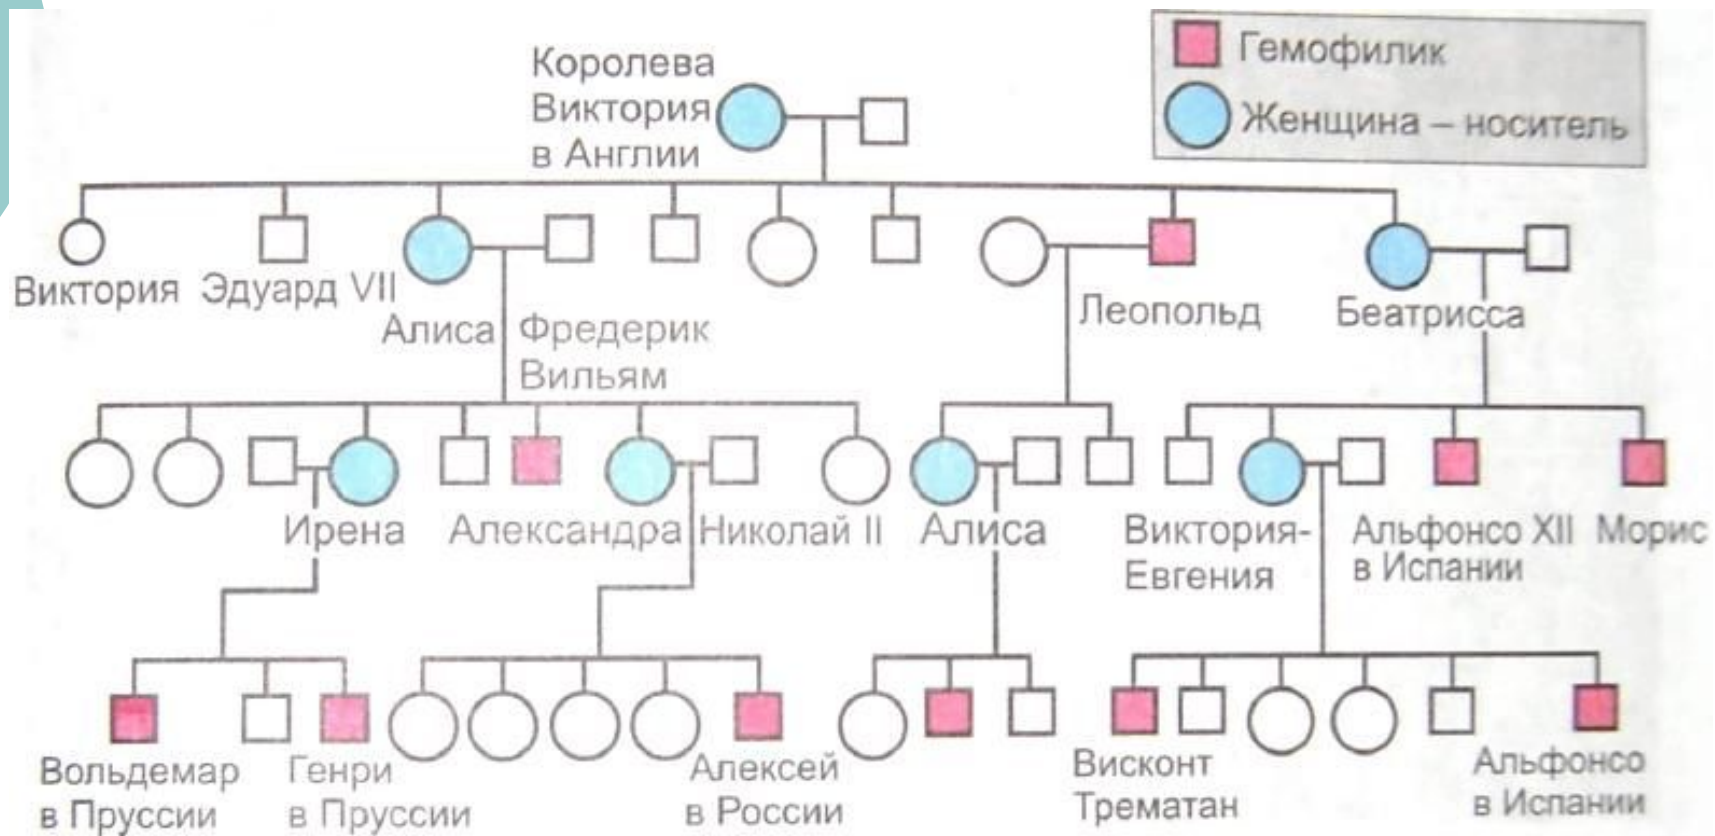 Королева
Виктория
в Англии
Гемофилик
Женщина – носитель
Виктория
Эдуард VII
Алиса
Фредерик
Вильям
Леопольд
Беатрисса
Ирена
Александра
Николай II
Алиса
Виктория-
Евгения
Альфонсо XII
в Испании
Морис
Вольдемар
в Пруссии
Генри
в Пруссии
Алексей
в России
Висконт
Трематан
Альфонсо
в Испании